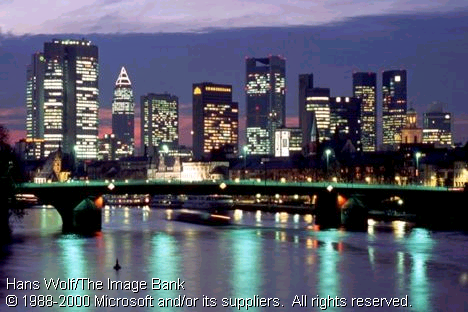 Hans Wolf/The Image Bank
© 1988-2000 Microsoft and/or its suppliers. All rights reserved.